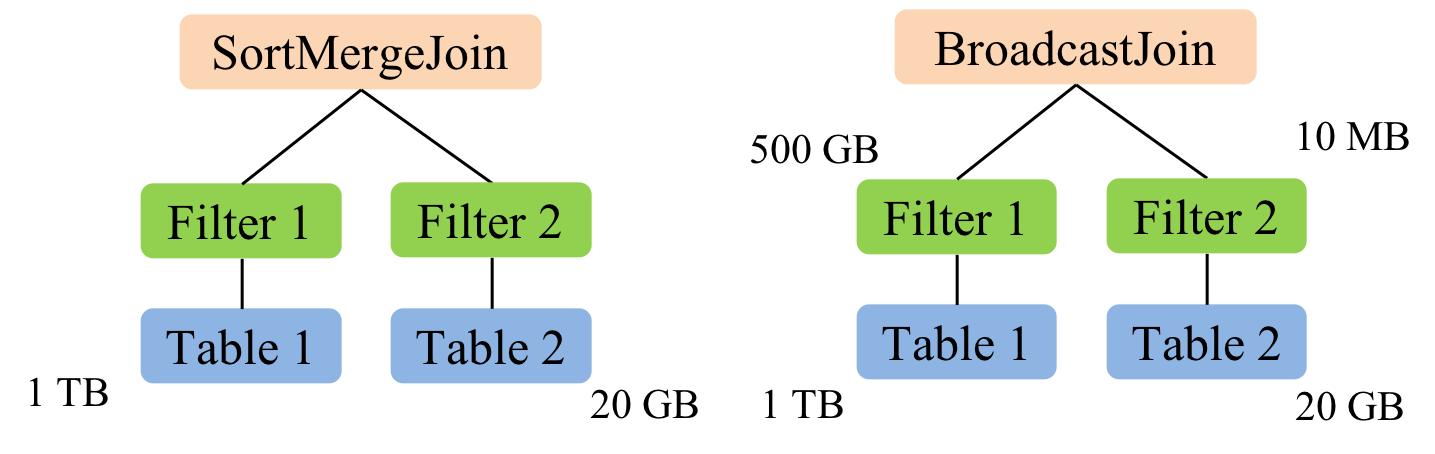 SortMergeJoin
Filter 1
Filter 2
Table 1
Table 2
1 TB
20 GB
BroadcastJoin
500 GB
10 MB
Filter 1
Filter 2
Table 1
Table 2
1 TB
20 GB